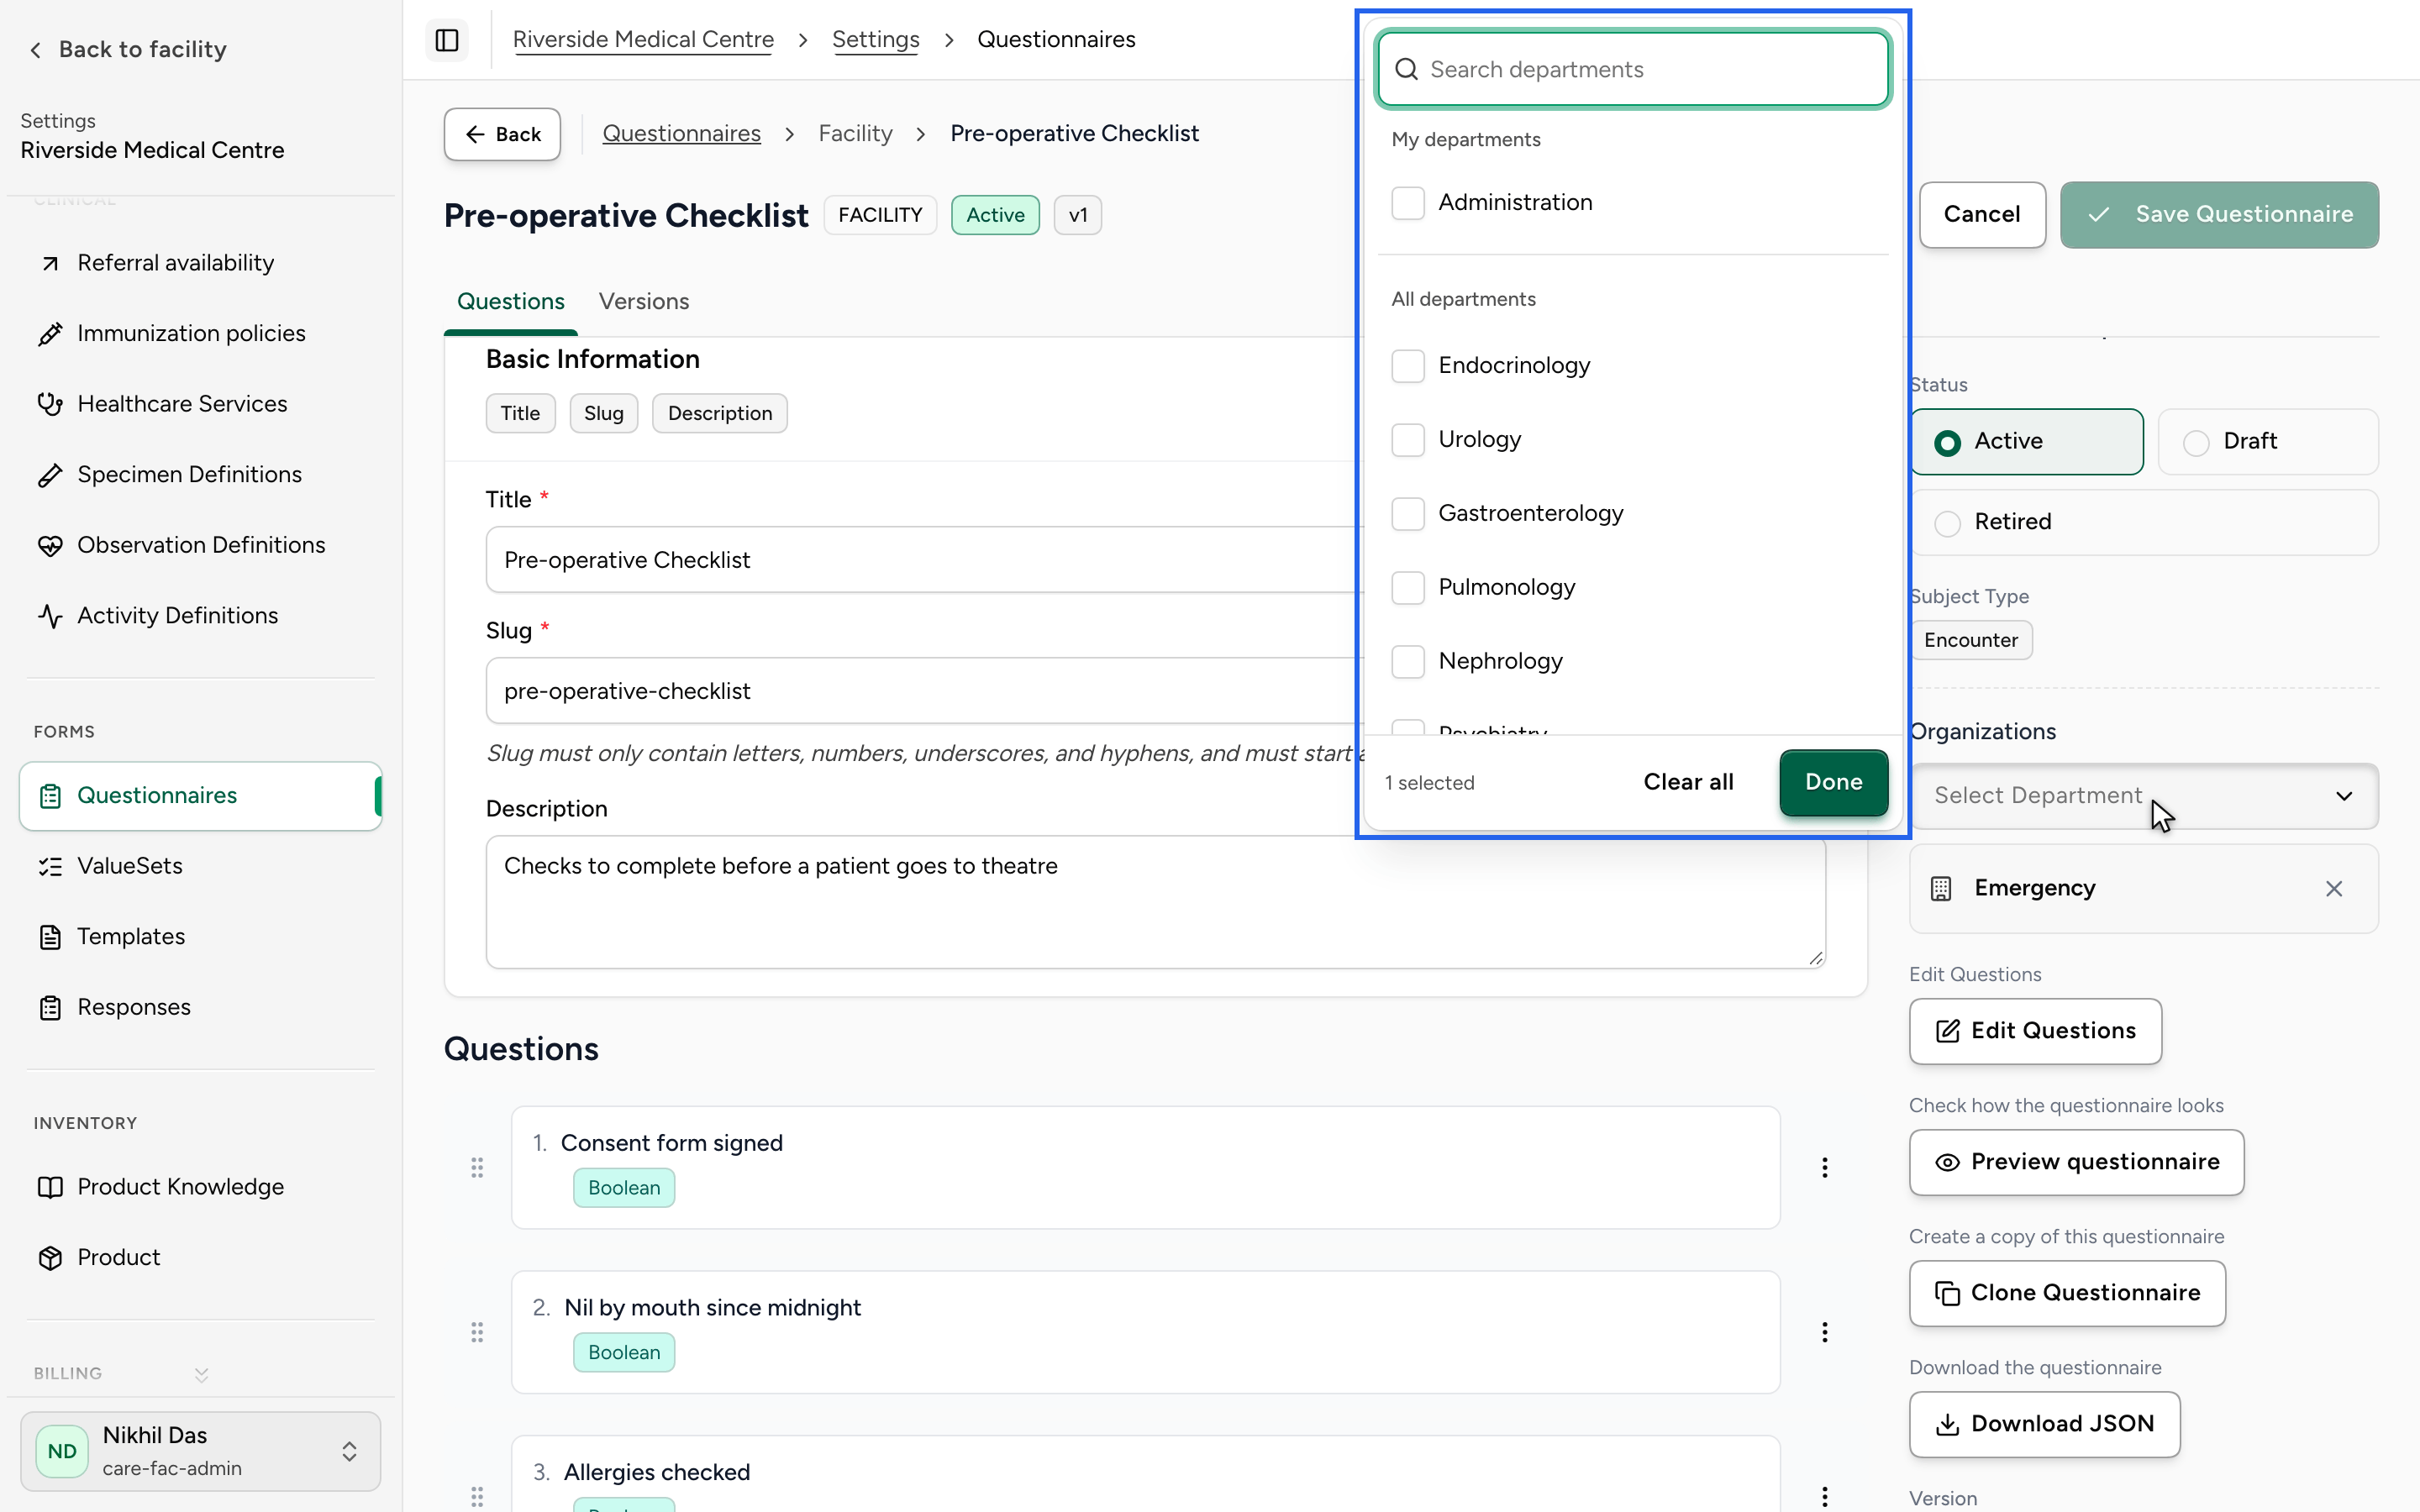 Back to facility
Settings
Riverside Medical Centre
CLINICAL
Referral availability
Immunization policies
Healthcare Services
Specimen Definitions
Observation Definitions
Activity Definitions
FORMS
Questionnaires
ValueSets
Templates
Responses
INVENTORY
Product Knowledge
Product
BILLING
ND
Nikhil Das
care-fac-admin
Riverside Medical Centre > Settings > Questionnaires
Back
Questionnaires > Facility > Pre-operative Checklist
Pre-operative Checklist FACILITY Active v1
Cancel Save Questionnaire
Questions Versions
Basic Information
Title Slug Description
Title *
Pre-operative Checklist
Slug *
pre-operative-checklist
Slug must only contain letters, numbers, underscores, and hyphens, and must start
Description
Checks to complete before a patient goes to theatre
Questions
1. Consent form signed
Boolean
2. Nil by mouth since midnight
Boolean
3. Allergies checked
Boolean
Search departments
My departments
Administration
All departments
Endocrinology
Urology
Gastroenterology
Pulmonology
Nephrology
Psychiatry
1 selected Clear all Done
Status
Active Draft
Retired
Subject Type
Encounter
Organizations
Select Department
Emergency
Edit Questions
Edit Questions
Check how the questionnaire looks
Preview questionnaire
Create a copy of this questionnaire
Clone Questionnaire
Download the questionnaire
Download JSON
Version